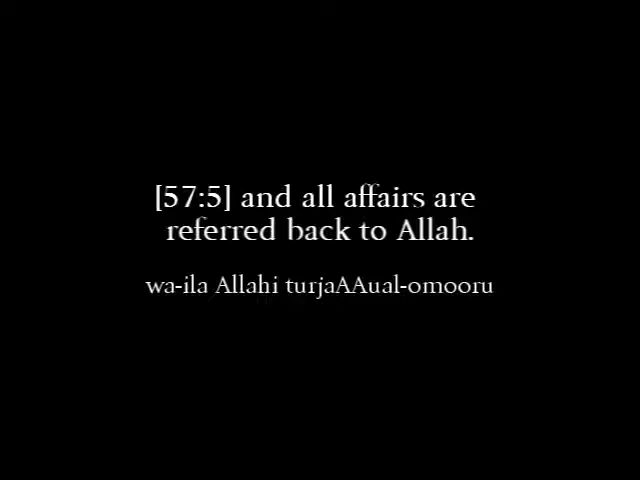 [57:5] and all affairs are
referred back to Allah.
wa-ila Allahi turjaAAual-omooru